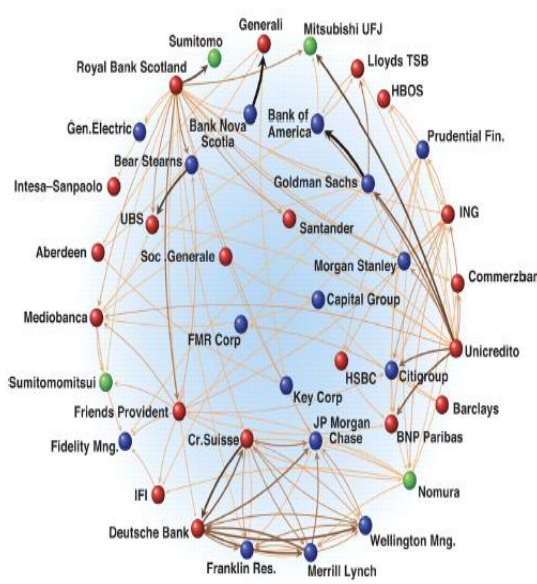 Generali
Mitsubishi UFJ
Sumitomo
Royal Bank Scotland
Lloyds TSB
HBOS
Gen.Electric
Bank Nova
Scotia
Bank of
America
Prudential Fin.
Bear Stearns
Goldman Sachs
Intesa-Sanpaolo
ING
UBS
Santander
Aberdeen
Soc .Generale
Morgan Stanley
Commerzban
Capital Group
Mediobanca
FMR Corp
Unicredito
HSBC
Citigroup
Sumitomomitsui
Key Corp
Friends Provident
Barclays
JP Morgan
Chase
BNP Paribas
Fidelity Mng.
Cr.Suisse
IFI
Nomura
Deutsche Bank
Wellington Mng.
Franklin Res.
Merrill Lynch